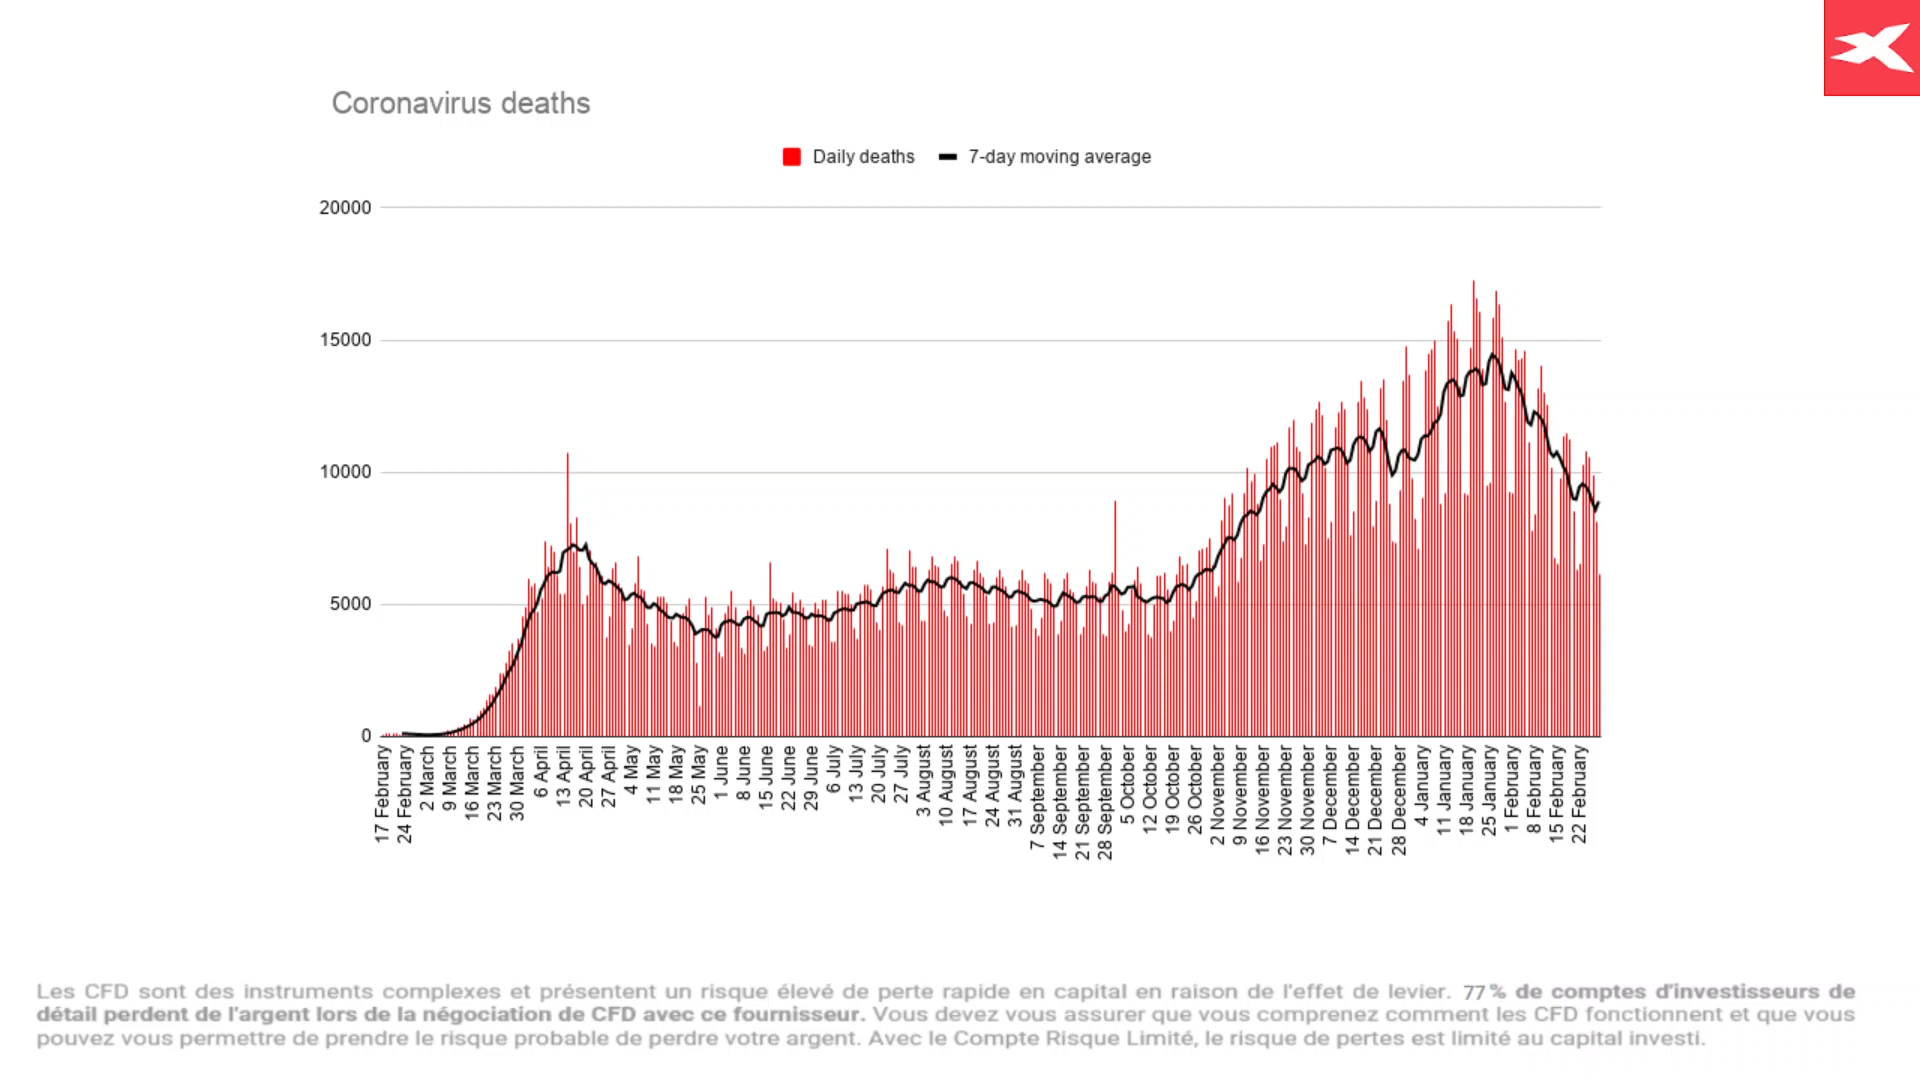 Coronavirus deaths
Daily deaths
7-day moving average
20000
15000
10000
5000
0
17 February
24 February
2 March
9 March
16 March
23 March
30 March
6 April
13 April
20 April
27 April
4 May
11 May
18 May
25 May
1 June
8 June
15 June
22 June
29 June
6 July
13 July
20 July
27 July
3 August
10 August
17 August
24 August
31 August
7 September
14 September
21 September
28 September
5 October
12 October
19 October
26 October
2 November
9 November
16 November
23 November
30 November
7 December
14 December
21 December
28 December
4 January
11 January
18 January
25 January
1 February
8 February
15 February
22 February
Les CFD sont des instruments complexes et présentent un risque élevé de perte rapide en capital en raison de l'effet de levier. 77% de comptes d'investisseurs de
détail perdent de l'argent lors de la négociation de CFD avec ce fournisseur. Vous devez vous assurer que vous comprenez comment les CFD fonctionnent et que vous
pouvez vous permettre de prendre le risque probable de perdre votre argent. Avec le Compte Risque Limité, le risque de pertes est limité au capital investi.